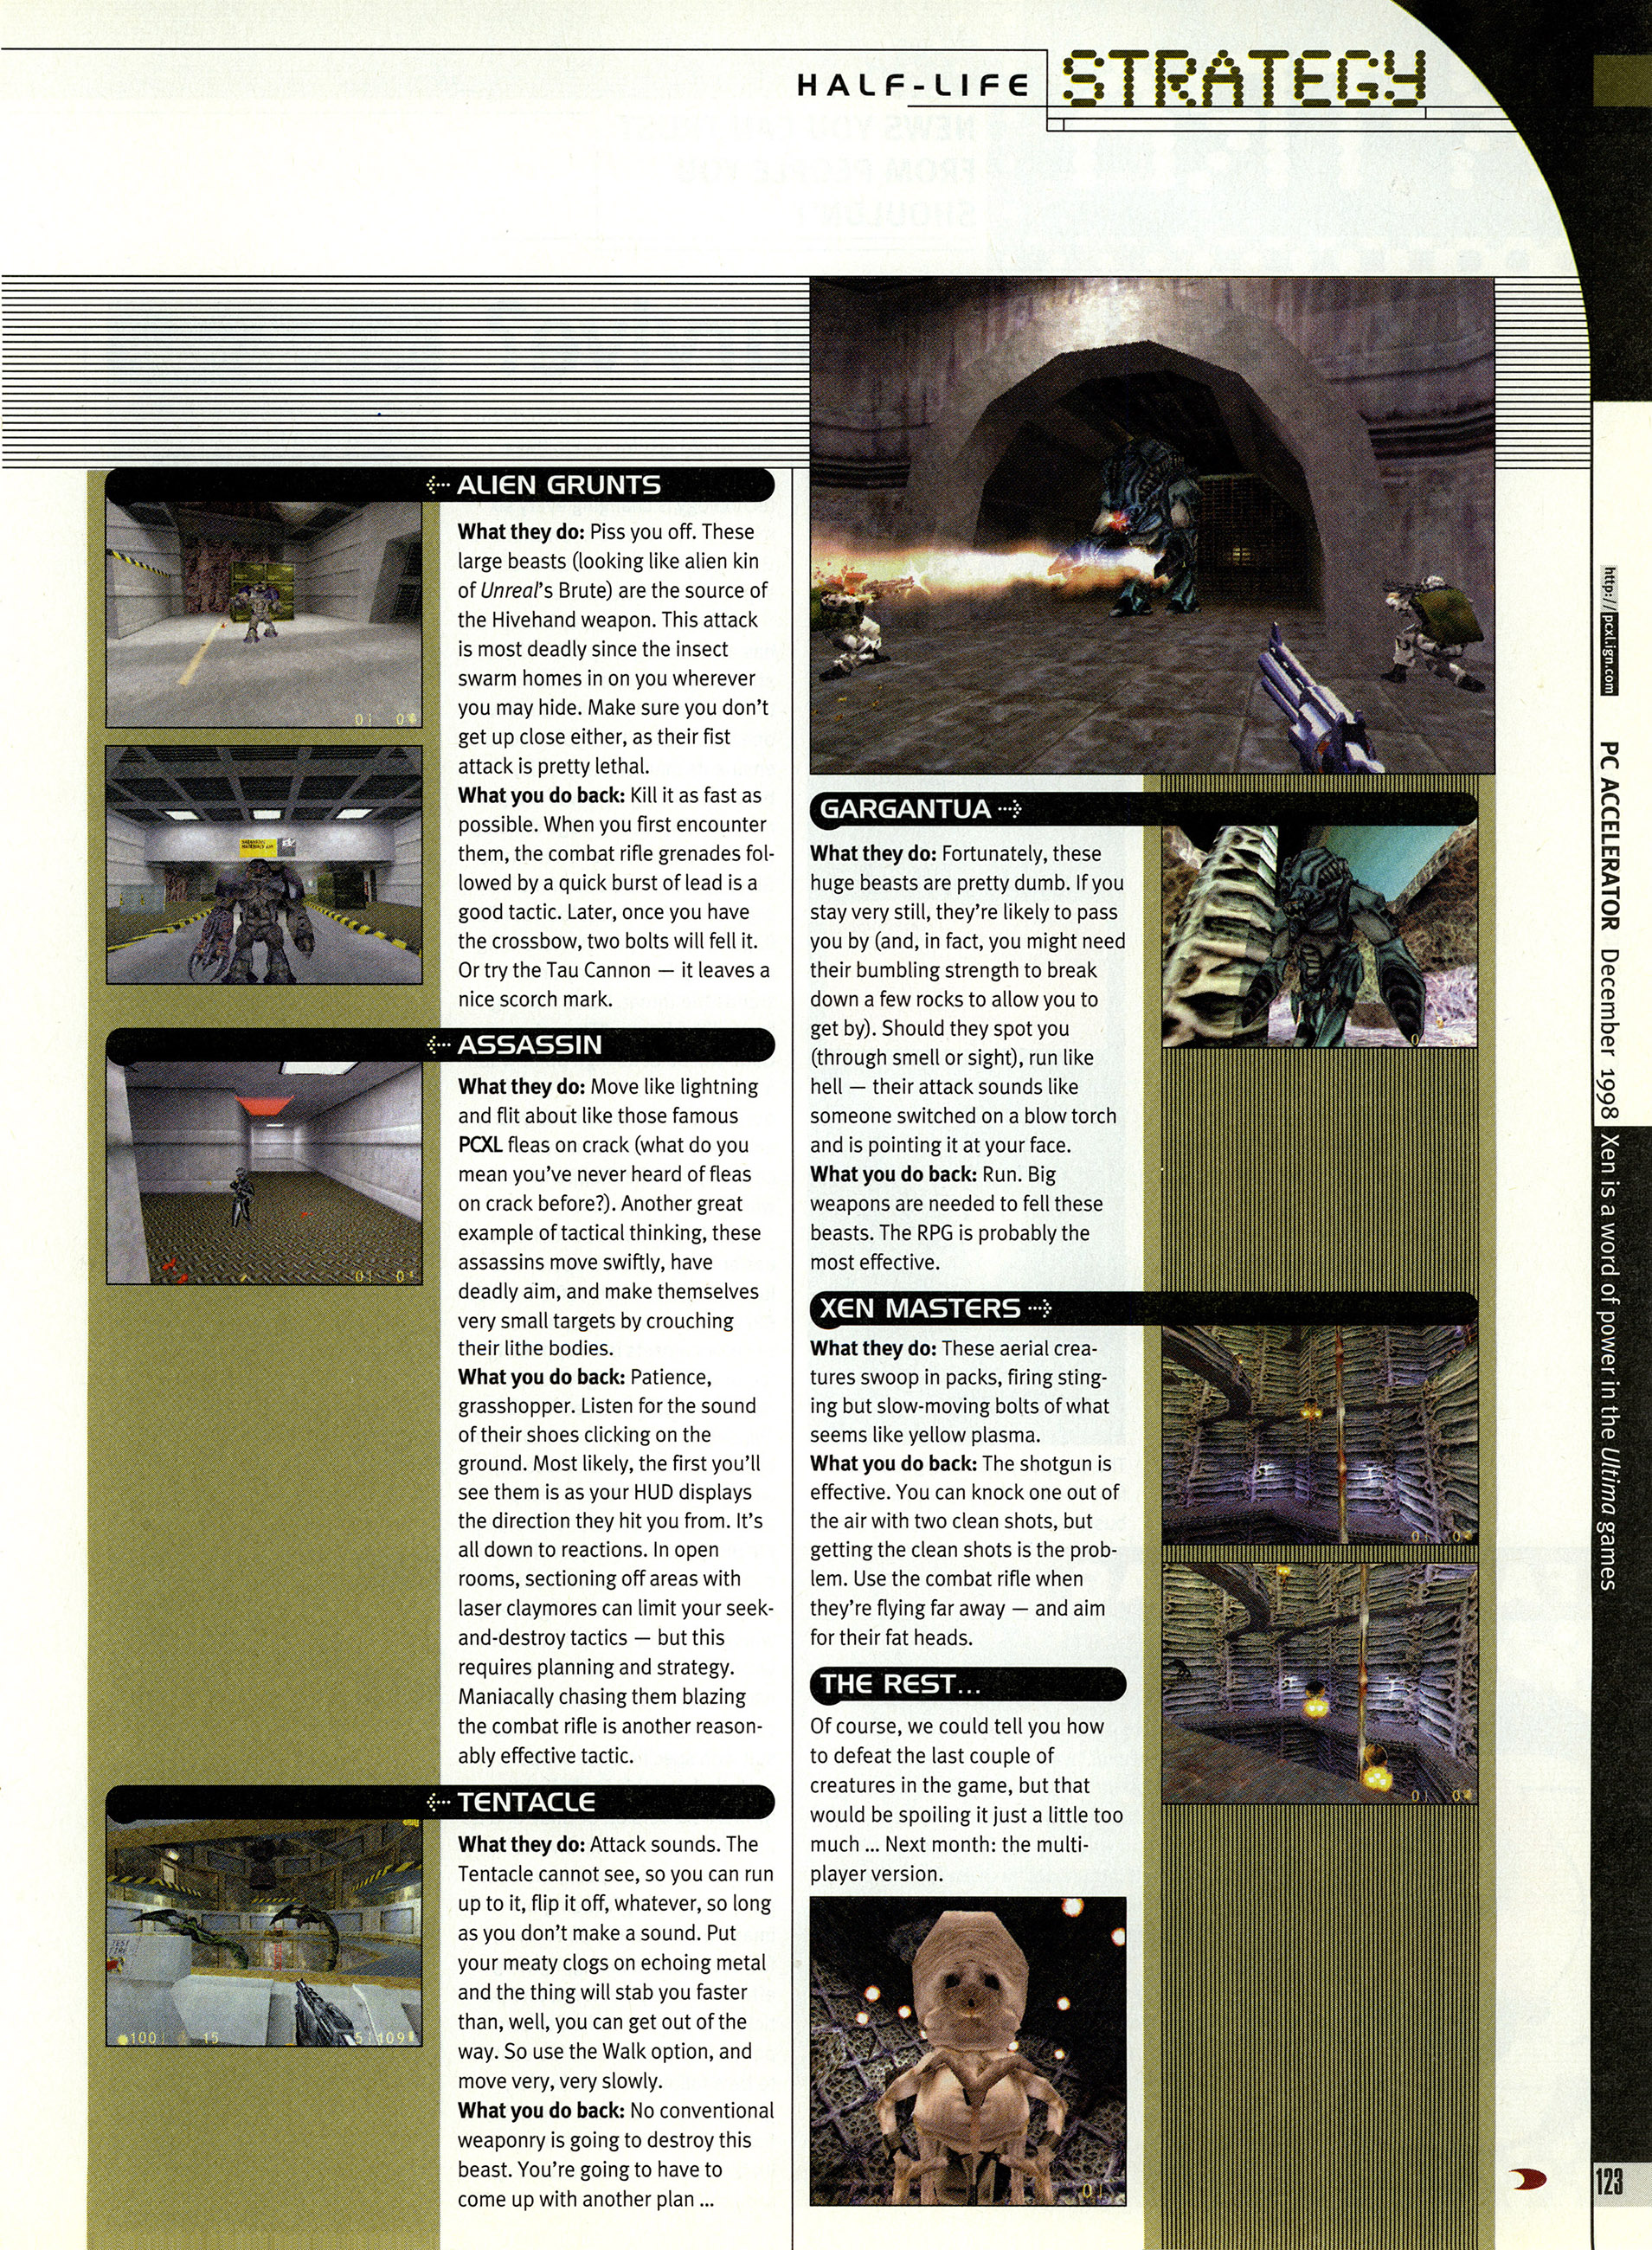 HALF-LIFE STRATEGY
ALIEN GRUNTS
What they do: Piss you off. These
large beasts (looking like alien kin
of Unreal's Brute) are the source of
the Hivehand weapon. This attack
is most deadly since the insect
swarm homes in on you wherever
you may hide. Make sure you don't
get up close either, as their fist
attack is pretty lethal.
What you do back: Kill it as fast as
possible. When you first encounter
them, the combat rifle grenades fol-
lowed by a quick burst of lead is a
good tactic. Later, once you have
the crossbow, two bolts will fell it.
Or try the Tau Cannon — it leaves a
nice scorch mark.
ASSASSIN
What they do: Move like lightning
and flit about like those famous
PCXL fleas on crack (what do you
mean you've never heard of fleas
on crack before?). Another great
example of tactical thinking, these
assassins move swiftly, have
deadly aim, and make themselves
very small targets by crouching
their lithe bodies.
What you do back: Patience,
grasshopper. Listen for the sound
of their shoes clicking on the
ground. Most likely, the first you'll
see them is as your HUD displays
the direction they hit you from. It's
all down to reactions. In open
rooms, sectioning off areas with
laser claymores can limit your seek-
and-destroy tactics — but this
requires planning and strategy.
Maniacally chasing them blazing
the combat rifle is another reason-
ably effective tactic.
TENTACLE
What they do: Attack sounds. The
Tentacle cannot see, so you can run
up to it, flip it off, whatever, so long
as you don't make a sound. Put
your meaty clogs on echoing metal
and the thing will stab you faster
than, well, you can get out of the
way. So use the Walk option, and
move very, very slowly.
What you do back: No conventional
weaponry is going to destroy this
beast. You're going to have to
come up with another plan ...
100 15 51 109
GARGANTUA
What they do: Fortunately, these
huge beasts are pretty dumb. If you
stay very still, they're likely to pass
you by (and, in fact, you might need
their bumbling strength to break
down a few rocks to allow you to
get by). Should they spot you
(through smell or sight), run like
hell — their attack sounds like
someone switched on a blow torch
and is pointing it at your face.
What you do back: Run. Big
weapons are needed to fell these
beasts. The RPG is probably the
most effective.
XEN MASTERS
What they do: These aerial crea-
tures swoop in packs, firing sting-
ing but slow-moving bolts of what
seems like yellow plasma.
What you do back: The shotgun is
effective. You can knock one out of
the air with two clean shots, but
getting the clean shots is the prob-
lem. Use the combat rifle when
they're flying far away — and aim
for their fat heads.
THE REST...
Of course, we could tell you how
to defeat the last couple of
creatures in the game, but that
would be spoiling it just a little too
much ... Next month: the multi-
player version.
http://pcxl.ign.com PC ACCELERATOR December 1998 Xen is a word of power in the Ultima games
123